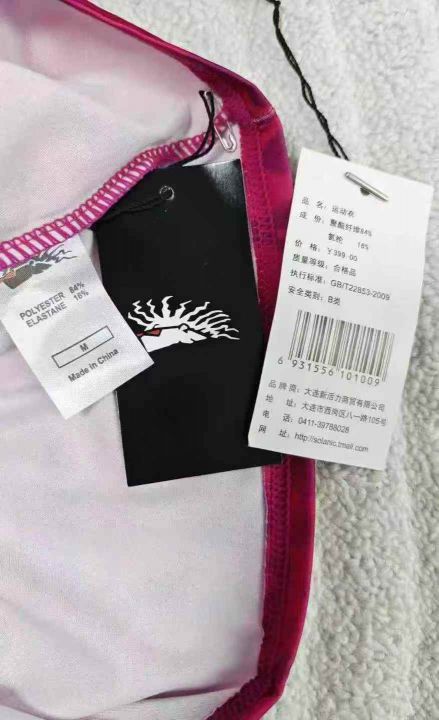 POLYESTER 84%
ELASTANE 16%
M
Made in China
品 名：运动衣
成 份：聚酯纤维84%
氨纶 16%
价 格：￥399.00
质量等级：合格品
执行标准：GB/T22853-2009
安全类别：B类
6 931556 101009
品 牌 商：大连新活力商贸有限公司
地 址：大连市西岗区八一路105号
电 话：0411-39788028
网 址：http://solanic.tmall.com